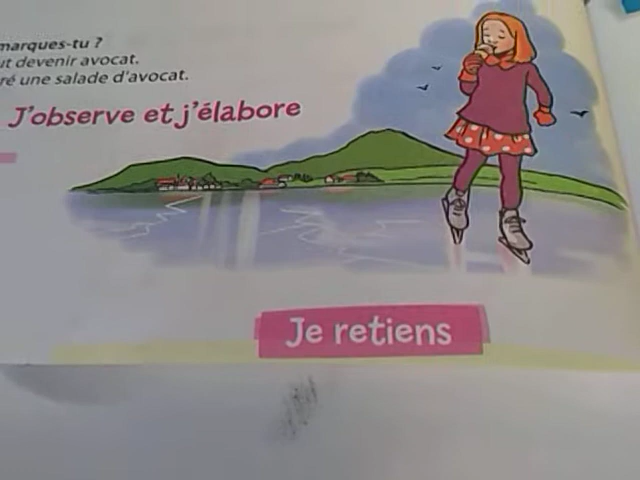 marques-tu ?
ut devenir avocat.
ré une salade d'avocat.
J'observe et j'élabore
Je retiens